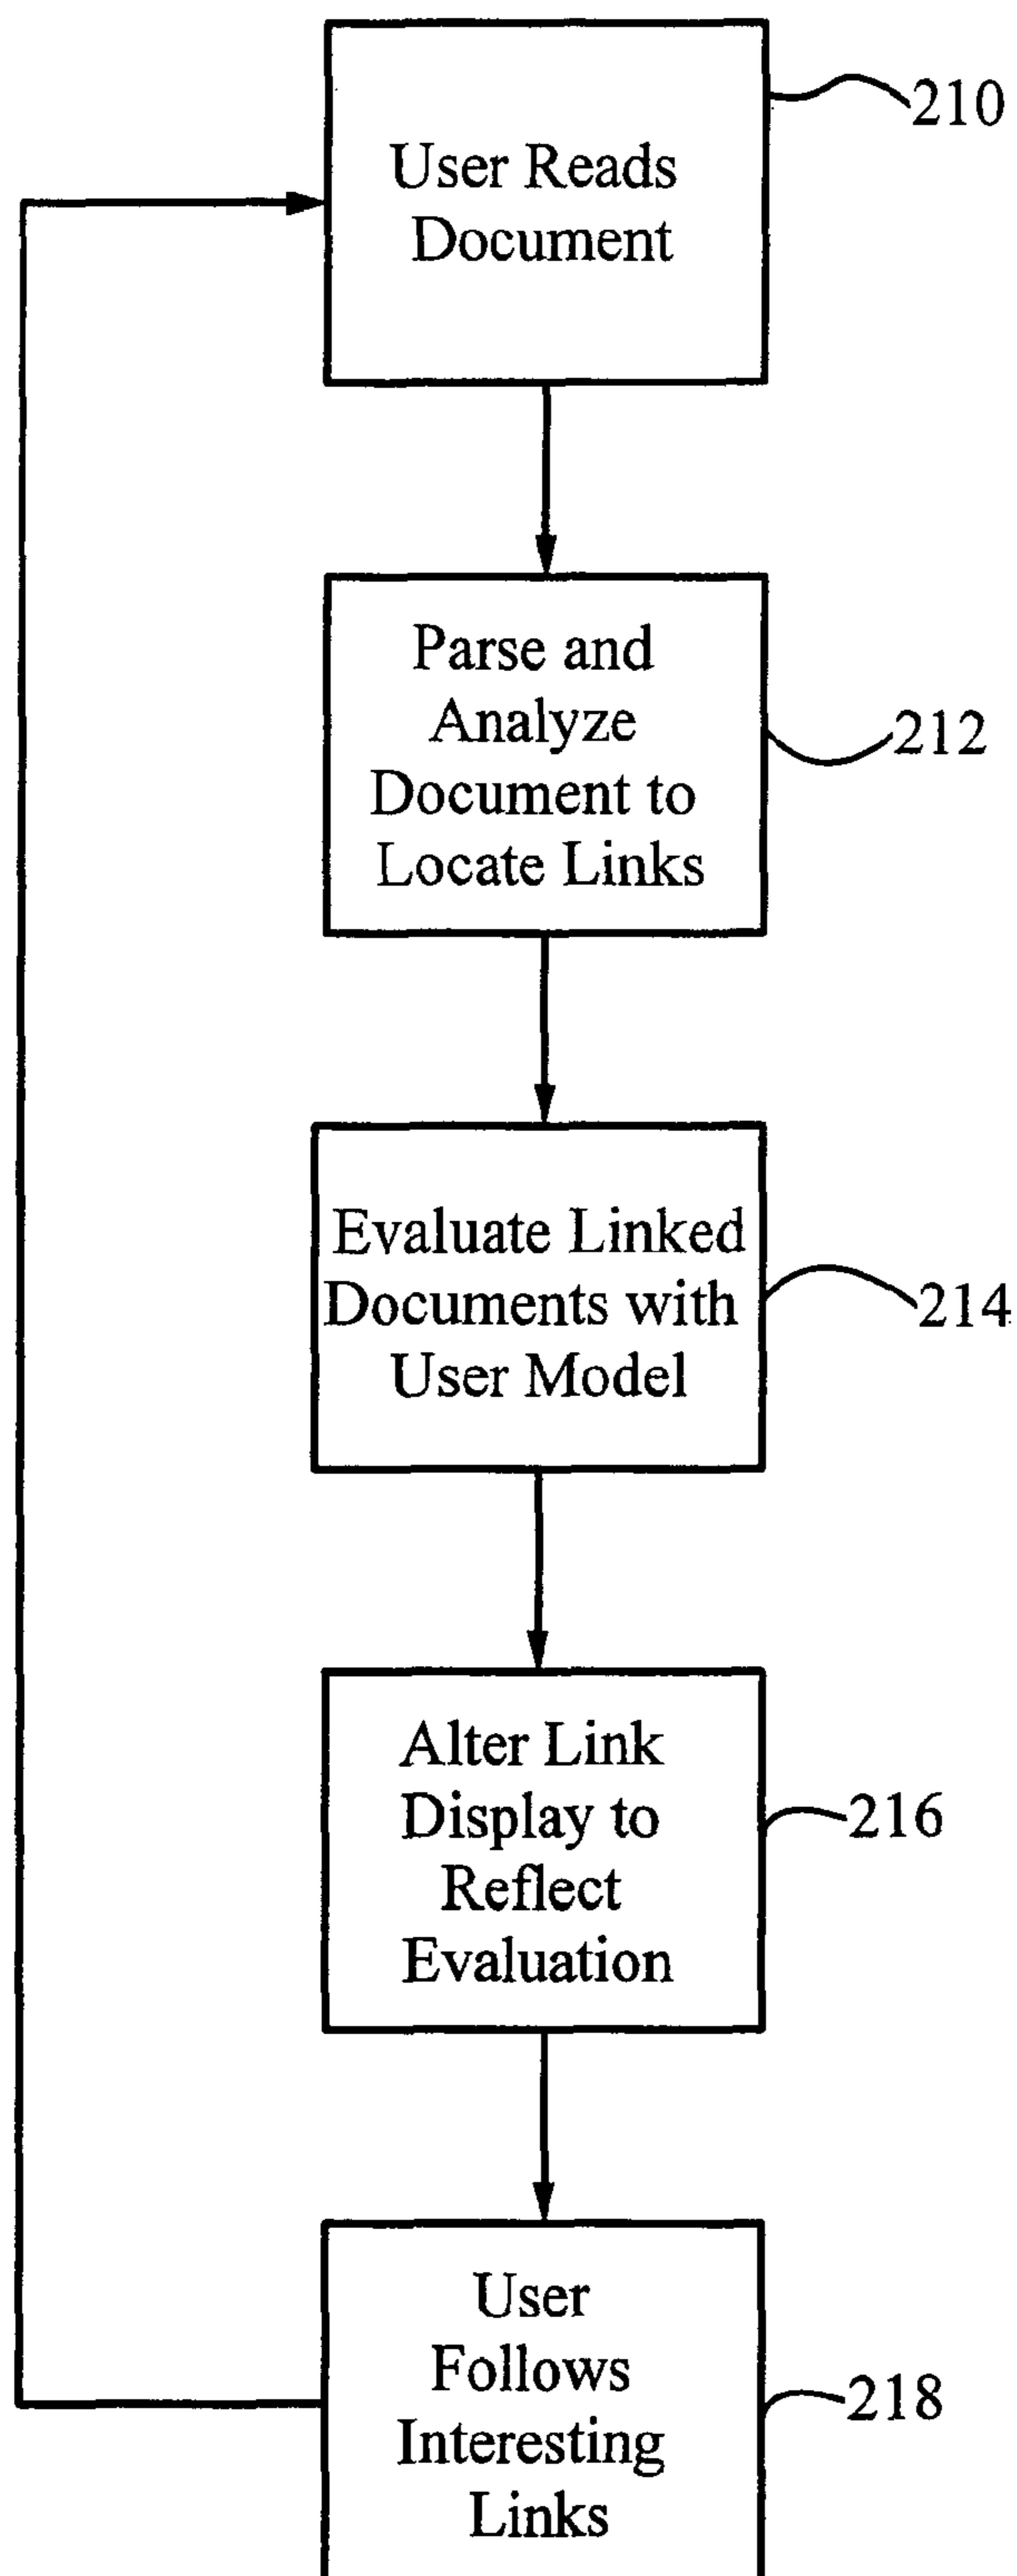 User Reads
Document
210
Parse and
Analyze
Document to
Locate Links
212
Evaluate Linked
Documents with
User Model
214
Alter Link
Display to
Reflect
Evaluation
216
User
Follows
Interesting
Links
218